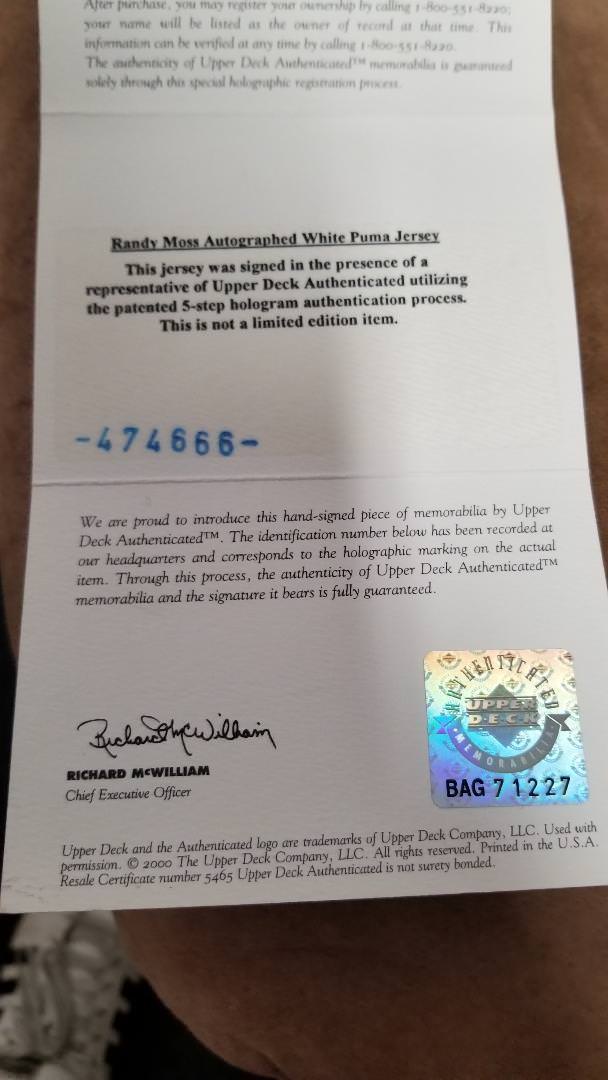 After purchase, you may register your ownership by calling 1-800-551-8220;
your name will be listed as the owner of record at that time. This
information can be verified at any time by calling 1-800-551-8220.
The authenticity of Upper Deck Authenticated™ memorabilia is guaranteed
solely through this special holographic registration process.
Randy Moss Autographed White Puma Jersey
This jersey was signed in the presence of a
representative of Upper Deck Authenticated utilizing
the patented 5-step hologram authentication process.
This is not a limited edition item.
-474666-
We are proud to introduce this hand-signed piece of memorabilia by Upper
Deck Authenticated™. The identification number below has been recorded at
our headquarters and corresponds to the holographic marking on the actual
item. Through this process, the authenticity of Upper Deck Authenticated™
memorabilia and the signature it bears is fully guaranteed.
AUTHENTICATED
UPPER
D·E·C·K
MEMORABILIA
BAG 71227
Richard McWilliam
RICHARD McWILLIAM
Chief Executive Officer
Upper Deck and the Authenticated logo are trademarks of Upper Deck Company, LLC. Used with
permission. © 2000 The Upper Deck Company, LLC. All rights reserved. Printed in the U.S.A.
Resale Certificate number 5465 Upper Deck Authenticated is not surety bonded.